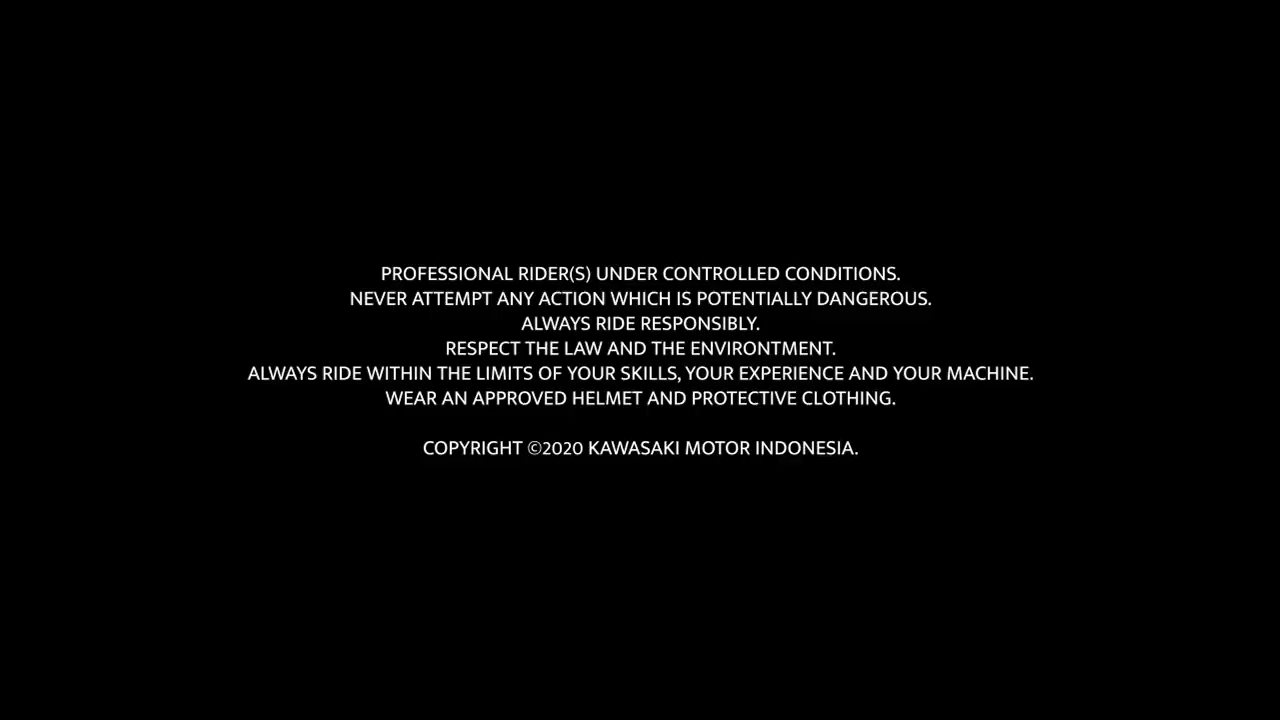 PROFESSIONAL RIDER(S) UNDER CONTROLLED CONDITIONS.
NEVER ATTEMPT ANY ACTION WHICH IS POTENTIALLY DANGEROUS.
ALWAYS RIDE RESPONSIBLY.
RESPECT THE LAW AND THE ENVIRONTMENT.
ALWAYS RIDE WITHIN THE LIMITS OF YOUR SKILLS, YOUR EXPERIENCE AND YOUR MACHINE.
WEAR AN APPROVED HELMET AND PROTECTIVE CLOTHING.
COPYRIGHT ©2020 KAWASAKI MOTOR INDONESIA.